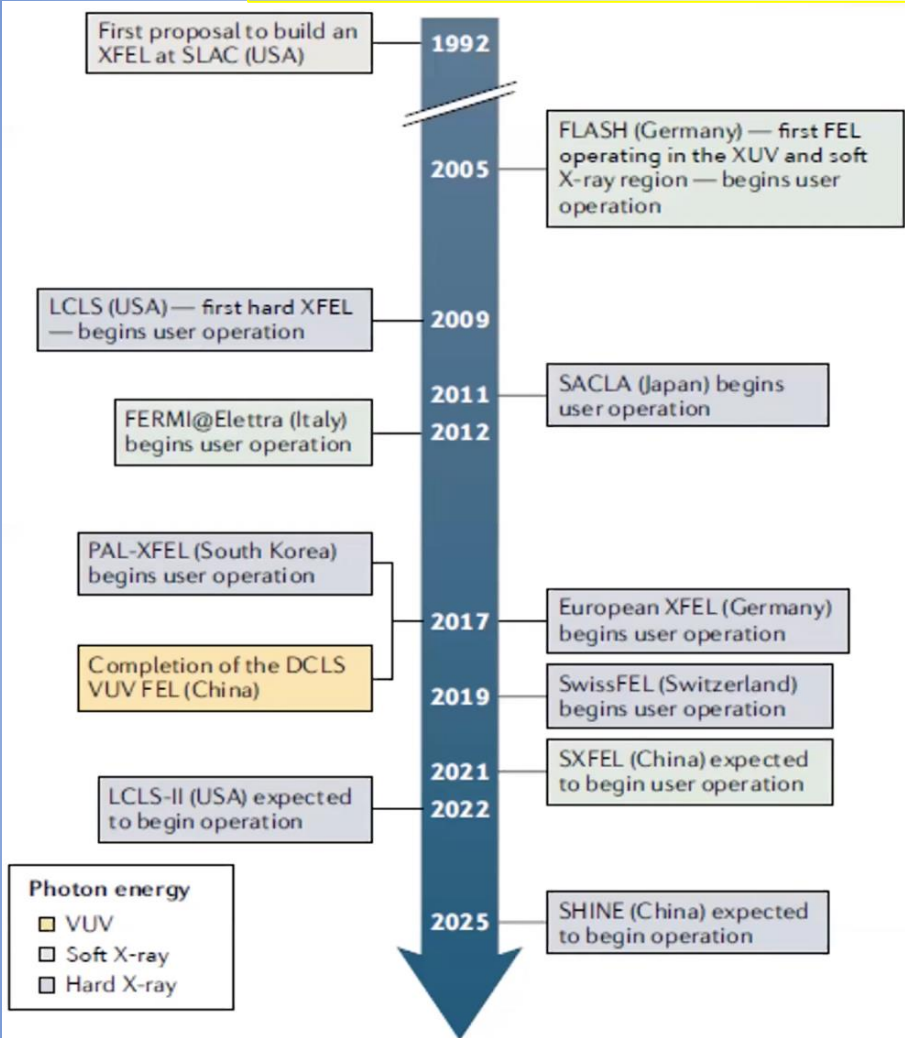 First proposal to build an
XFEL at SLAC (USA)
1992
FLASH (Germany) — first FEL
operating in the XUV and soft
X-ray region — begins user
operation
2005
LCLS (USA) — first hard XFEL
— begins user operation
2009
2011
SACLA (Japan) begins
user operation
FERMI@Elettra (Italy)
begins user operation
2012
PAL-XFEL (South Korea)
begins user operation
2017
European XFEL (Germany)
begins user operation
Completion of the DCLS
VUV FEL (China)
2019
SwissFEL (Switzerland)
begins user operation
2021
SXFEL (China) expected
to begin user operation
LCLS-II (USA) expected
to begin operation
2022
Photon energy
VUV
Soft X-ray
Hard X-ray
2025
SHINE (China) expected
to begin operation